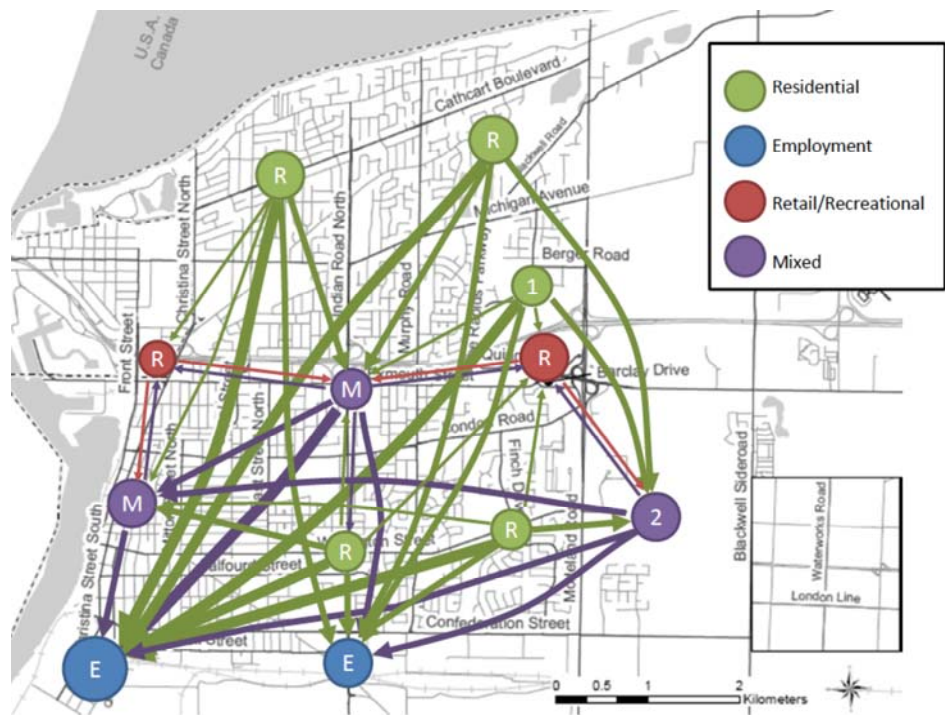 U.S.A.
Canada
Cathcart Boulevard
Residential
Employment
Retail/Recreational
Mixed
R
R
Michigan Avenue
Christina Street North
Indian Road North
Murphy Road
Parkway
Berger Road
1
Front Street
R
R
M
Barclay Drive
London Road
Finch
M
R
R
2
Blackwell Sideroad
Waterworks Road
London Line
Street South
Confederation Street
Street
E
E
0 0.5 1 2
Kilometers